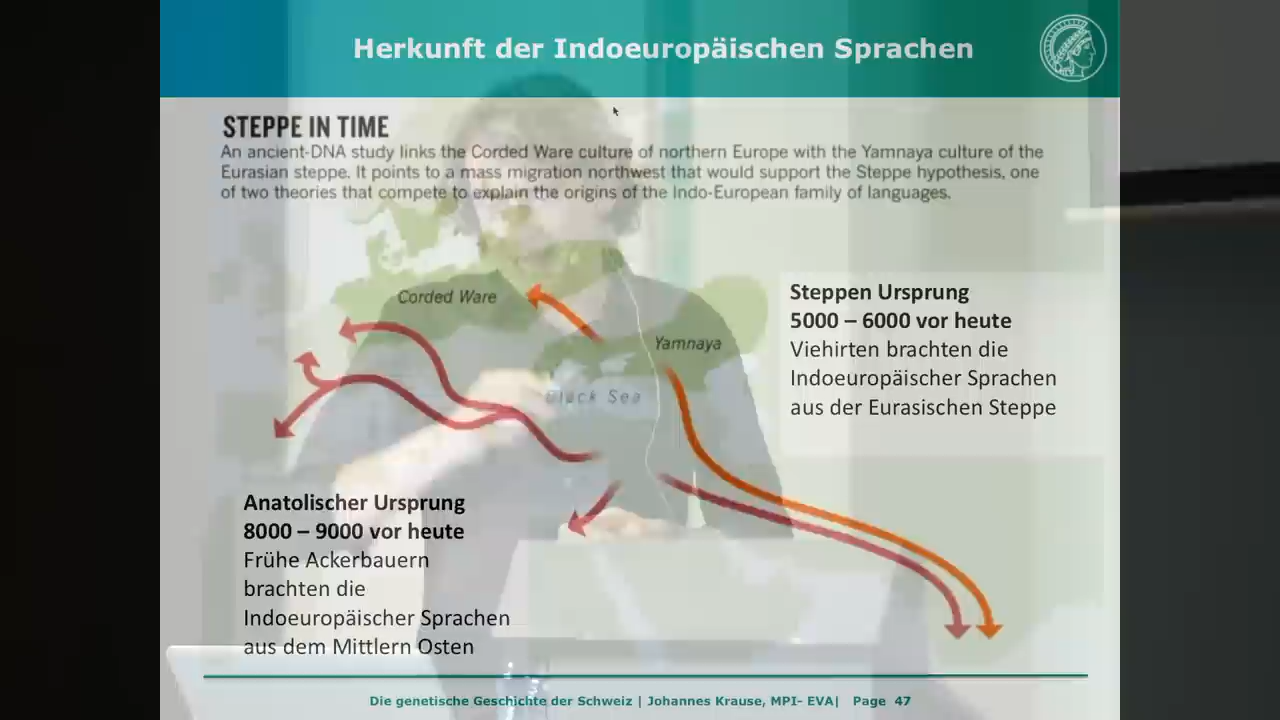 Herkunft der Indoeuropäischen Sprachen
STEPPE IN TIME
An ancient-DNA study links the Corded Ware culture of northern Europe with the Yamnaya culture of the
Eurasian steppe. It points to a mass migration northwest that would support the Steppe hypothesis, one
of two theories that compete to explain the origins of the Indo-European family of languages.
Corded Ware
Yamnaya
Black Sea
Steppen Ursprung
5000 – 6000 vor heute
Viehirten brachten die
Indoeuropäischer Sprachen
aus der Eurasischen Steppe
Anatolischer Ursprung
8000 – 9000 vor heute
Frühe Ackerbauern
brachten die
Indoeuropäischer Sprachen
aus dem Mittlern Osten
Die genetische Geschichte der Schweiz | Johannes Krause, MPI- EVA| Page 47